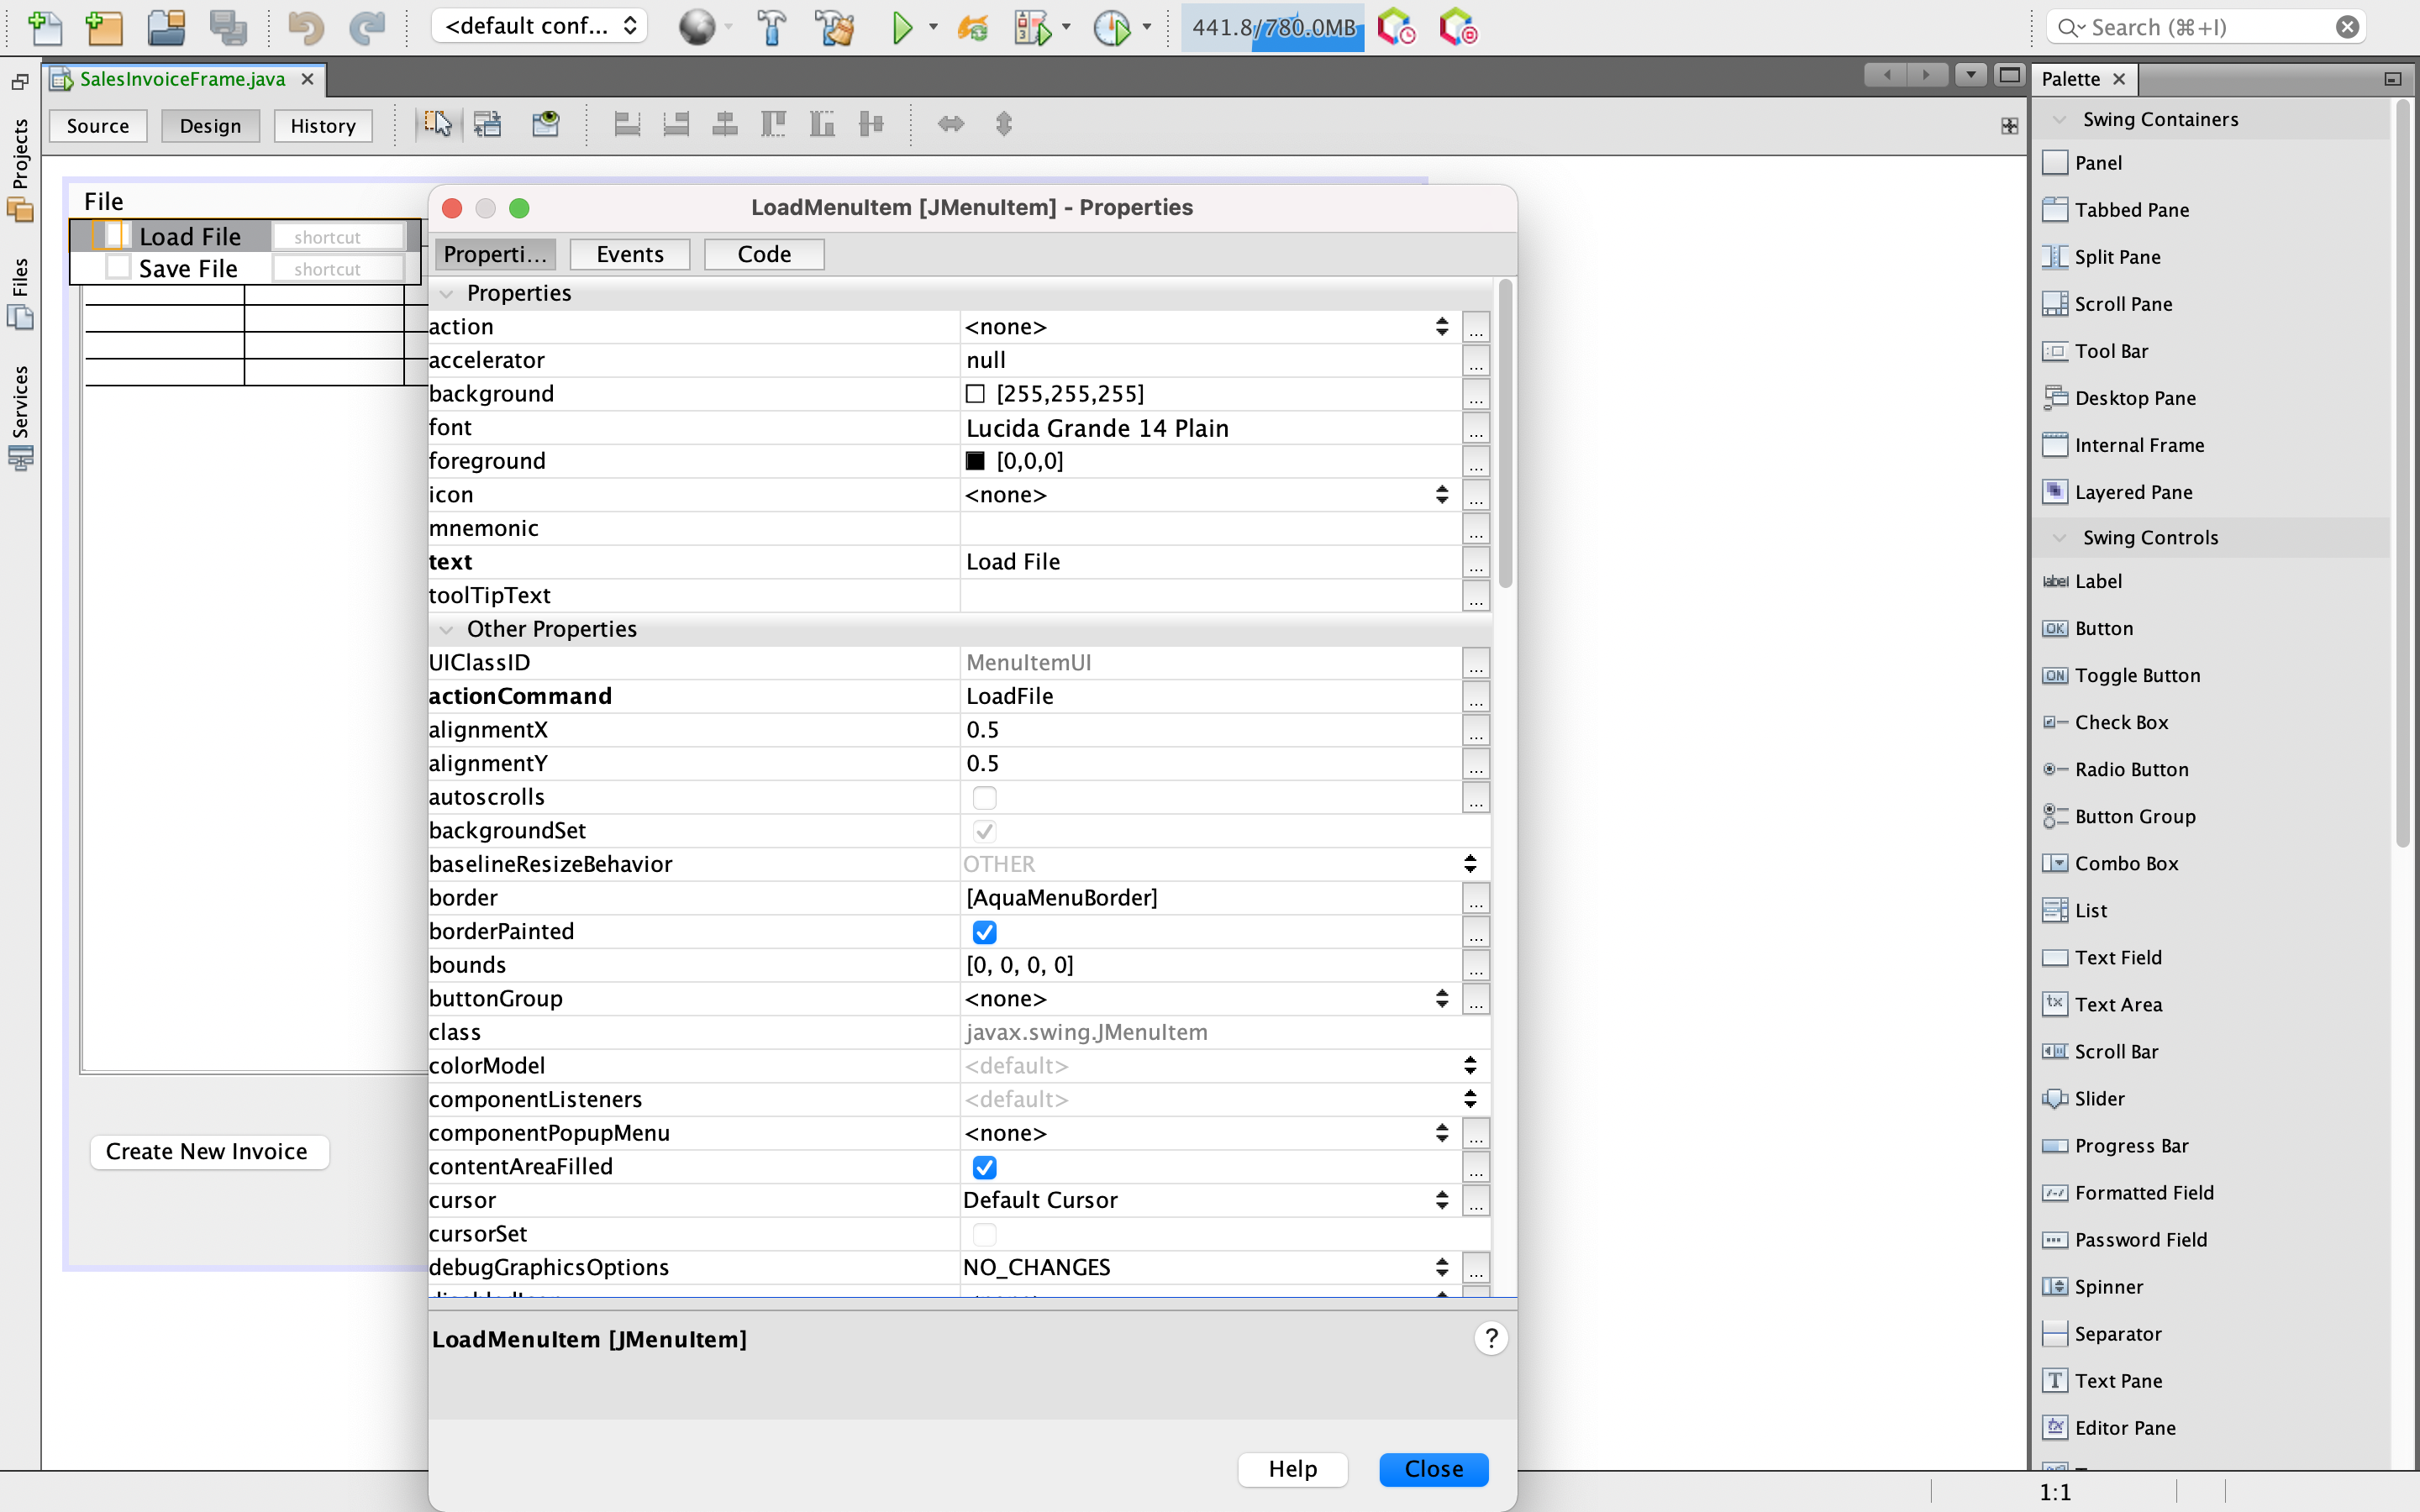 <default conf...
441.8/780.0MB
Search (⌘+I)
SalesInvoiceFrame.java
Palette
Source
Design
History
Projects
Files
Services
File
Load File
shortcut
Save File
shortcut
Create New Invoice
LoadMenuItem [JMenuItem] - Properties
Properti...
Events
Code
Properties
action <none> ...
accelerator null ...
background [255,255,255] ...
font Lucida Grande 14 Plain ...
foreground [0,0,0] ...
icon <none> ...
mnemonic ...
text Load File ...
toolTipText ...
Other Properties
UIClassID MenuItemUI ...
actionCommand LoadFile ...
alignmentX 0.5 ...
alignmentY 0.5 ...
autoscrolls ...
backgroundSet
baselineResizeBehavior OTHER
border [AquaMenuBorder] ...
borderPainted ...
bounds [0, 0, 0, 0] ...
buttonGroup <none> ...
class javax.swing.JMenuItem
colorModel <default>
componentListeners <default>
componentPopupMenu <none> ...
contentAreaFilled ...
cursor Default Cursor ...
cursorSet
debugGraphicsOptions NO_CHANGES ...
LoadMenuItem [JMenuItem]
?
Help
Close
Swing Containers
Panel
Tabbed Pane
Split Pane
Scroll Pane
Tool Bar
Desktop Pane
Internal Frame
Layered Pane
Swing Controls
label Label
OK Button
ON Toggle Button
Check Box
Radio Button
Button Group
Combo Box
List
Text Field
tx Text Area
Scroll Bar
Slider
Progress Bar
Formatted Field
Password Field
Spinner
Separator
T Text Pane
Editor Pane
1:1